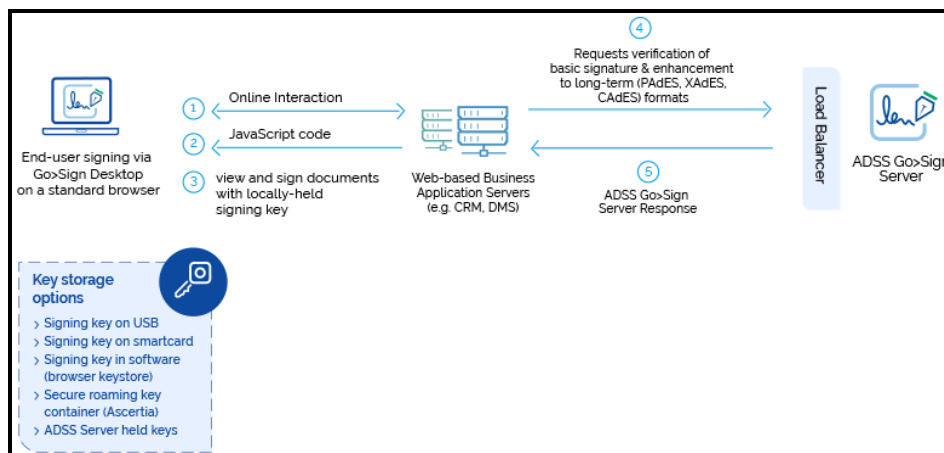 4
Requests verification of
basic signature & enhancement
to long-term (PAdES, XAdES,
CAdES) formats
1
Online Interaction
2
JavaScript code
3
view and sign documents
with locally-held
signing key
End-user signing via
Go>Sign Desktop
on a standard browser
Web-based Business
Application Servers
(e.g. CRM, DMS)
5
ADSS Go>Sign
Server Response
Load Balancer
ADSS Go>Sign
Server
Key storage
options
> Signing key on USB
> Signing key on smartcard
> Signing key in software
(browser keystore)
> Secure roaming key
container (Ascertia)
> ADSS Server held keys